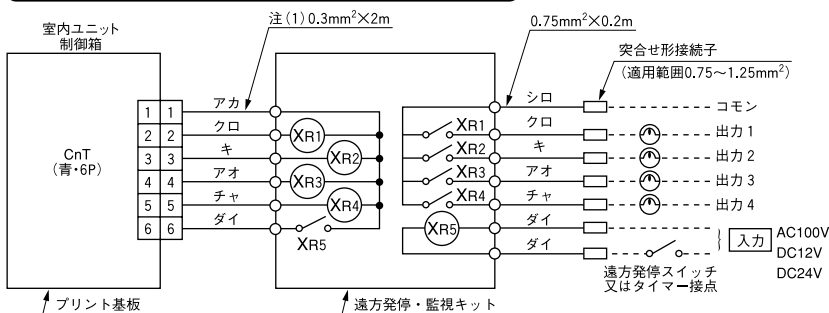 室内ユニット
制御箱
注(1) 0.3mm²×2m
0.75mm²×0.2m
突合せ形接続子
(適用範囲0.75～1.25mm²)
CnT
(青・6P)
1 1 アカ
2 2 クロ
3 3 キ
4 4 アオ
5 5 チャ
6 6 ダイ
XR1
XR2
XR3
XR4
XR5
シロ コモン
XR1 クロ 出力 1
XR2 キ 出力 2
XR3 アオ 出力 3
XR4 チャ 出力 4
XR5 ダイ
ダイ
入力
AC100V
DC12V
DC24V
遠方発停スイッチ
又はタイマー接点
プリント基板
遠方発停・監視キット